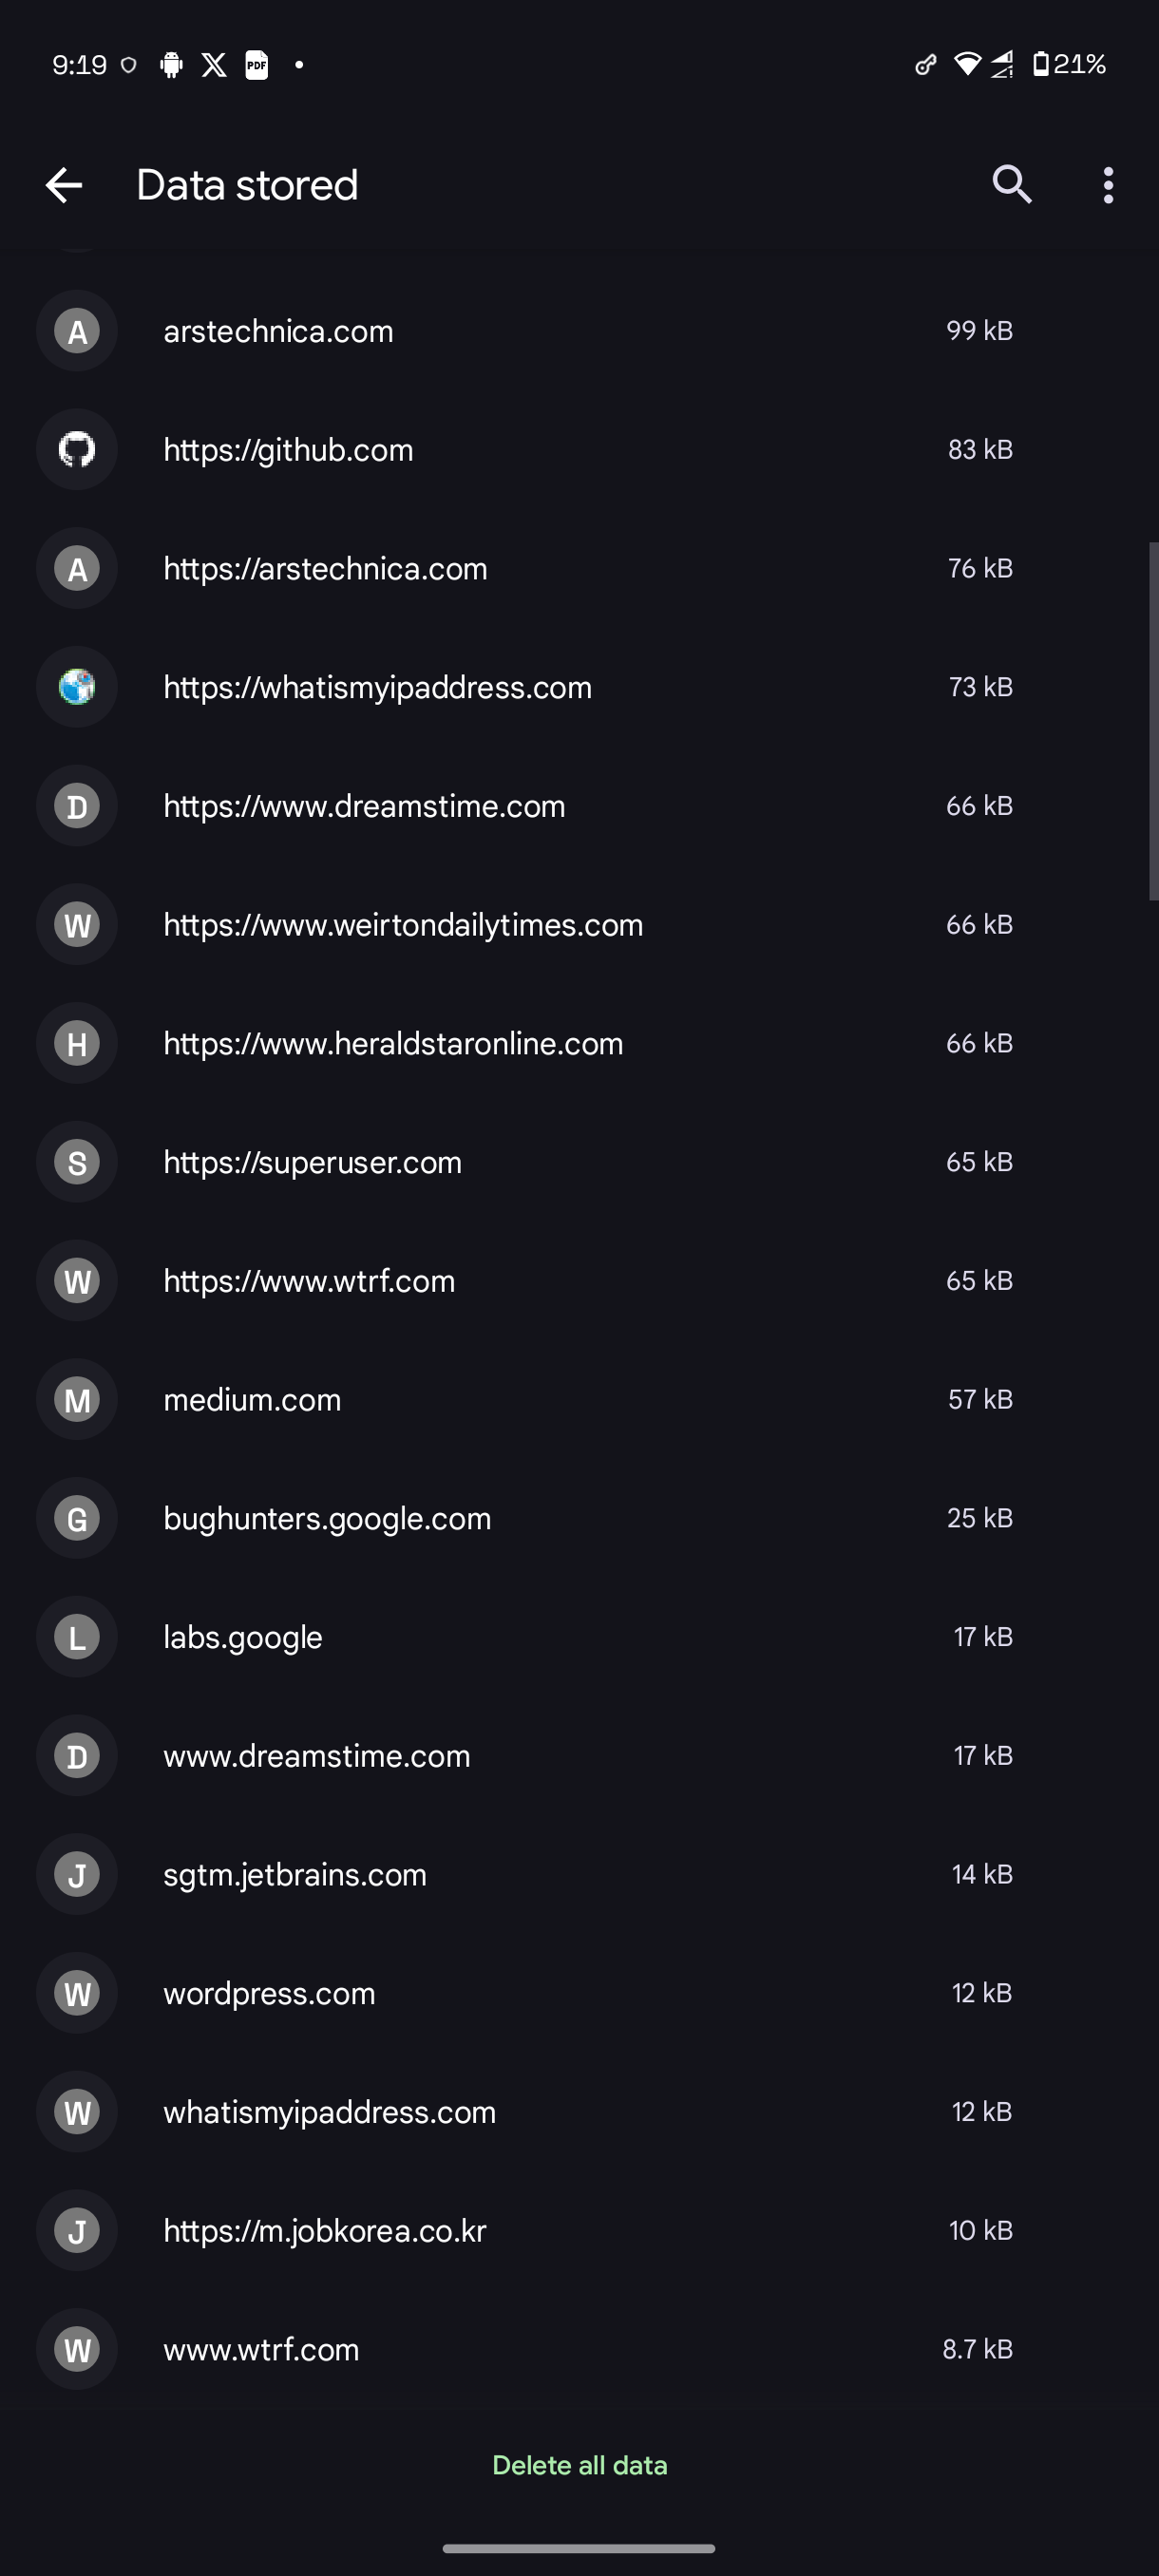 9:19 PDF 21%
Data stored
A arstechnica.com 99 kB
https://github.com 83 kB
A https://arstechnica.com 76 kB
https://whatismyipaddress.com 73 kB
D https://www.dreamstime.com 66 kB
W https://www.weirtondailytimes.com 66 kB
H https://www.heraldstaronline.com 66 kB
S https://superuser.com 65 kB
W https://www.wtrf.com 65 kB
M medium.com 57 kB
G bughunters.google.com 25 kB
L labs.google 17 kB
D www.dreamstime.com 17 kB
J sgtm.jetbrains.com 14 kB
W wordpress.com 12 kB
W whatismyipaddress.com 12 kB
J https://m.jobkorea.co.kr 10 kB
W www.wtrf.com 8.7 kB
Delete all data